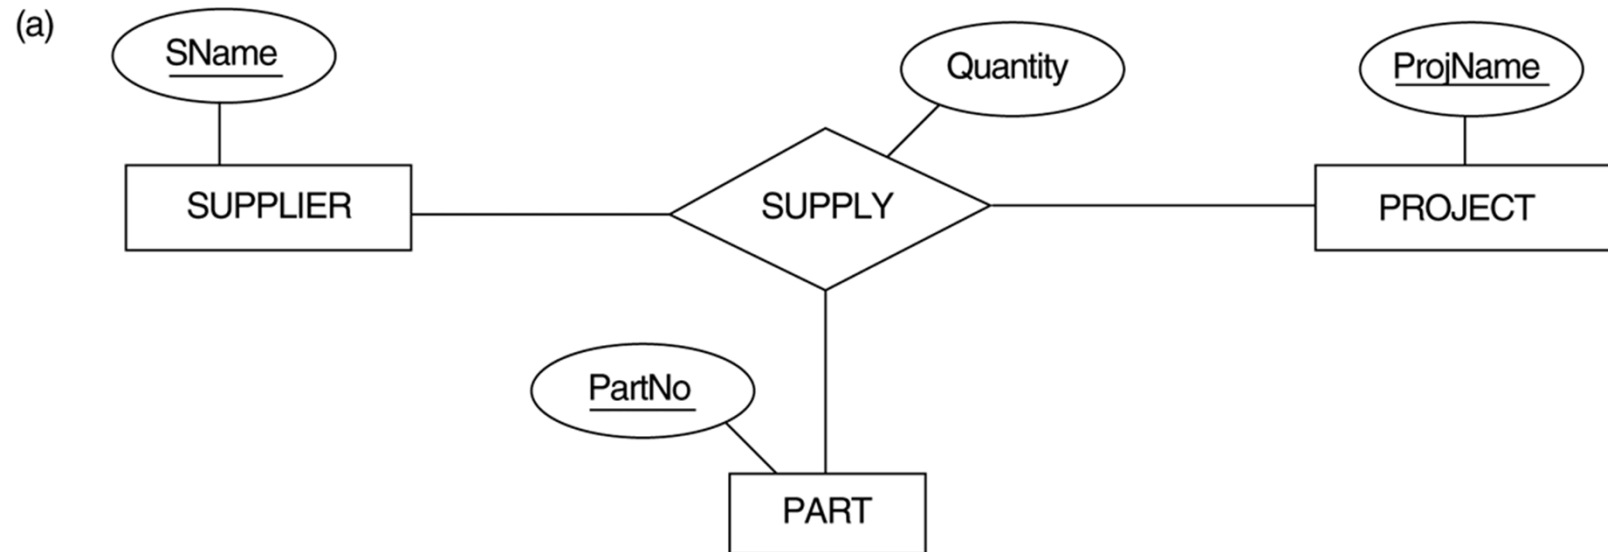 (a)
SName
Quantity
ProjName
SUPPLIER
SUPPLY
PROJECT
PartNo
PART